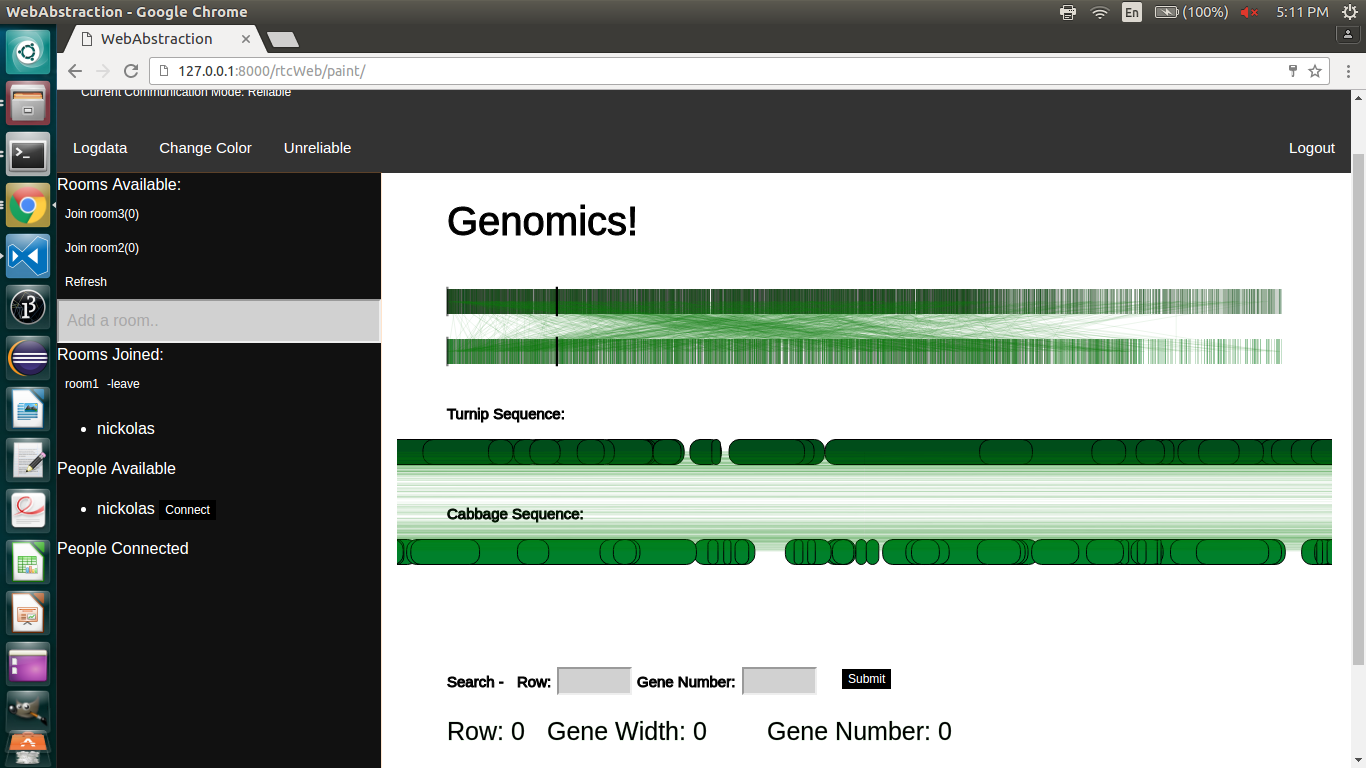 WebAbstraction - Google Chrome
En (100%) 5:11 PM
WebAbstraction
127.0.0.1:8000/rtcWeb/paint/
Current Communication Mode: Reliable
Logdata Change Color Unreliable Logout
Rooms Available:
Join room3(0)
Join room2(0)
Refresh
Add a room..
Rooms Joined:
room1 -leave
nickolas
People Available
nickolas Connect
People Connected
Genomics!
Turnip Sequence:
Cabbage Sequence:
Search - Row: Gene Number: Submit
Row: 0 Gene Width: 0 Gene Number: 0